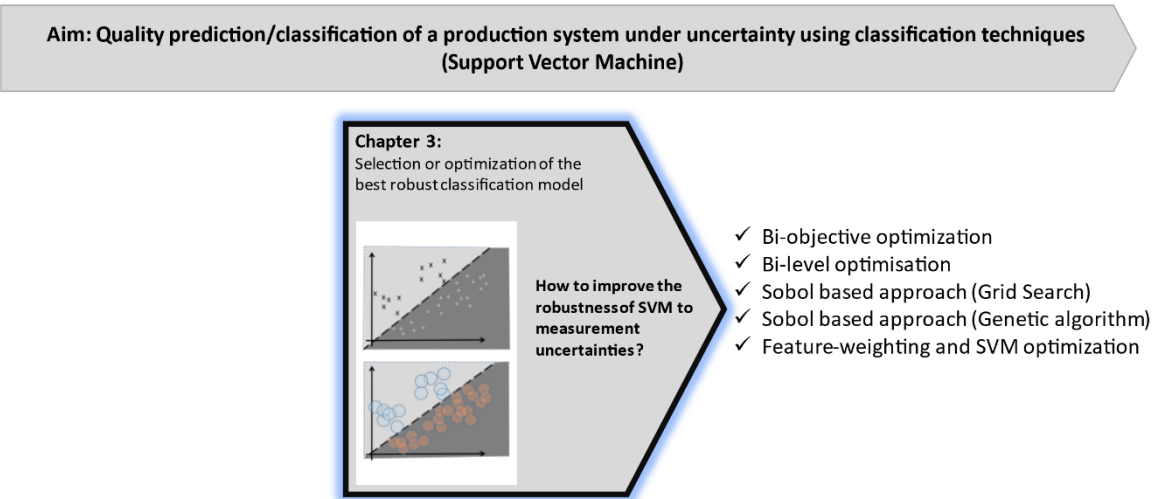 Aim: Quality prediction/classification of a production system under uncertainty using classification techniques
(Support Vector Machine)
Chapter 3:
Selection or optimization of the
best robust classification model
How to improve the
robustness of SVM to
measurement
uncertainties?
✓ Bi-objective optimization
✓ Bi-level optimisation
✓ Sobol based approach (Grid Search)
✓ Sobol based approach (Genetic algorithm)
✓ Feature-weighting and SVM optimization